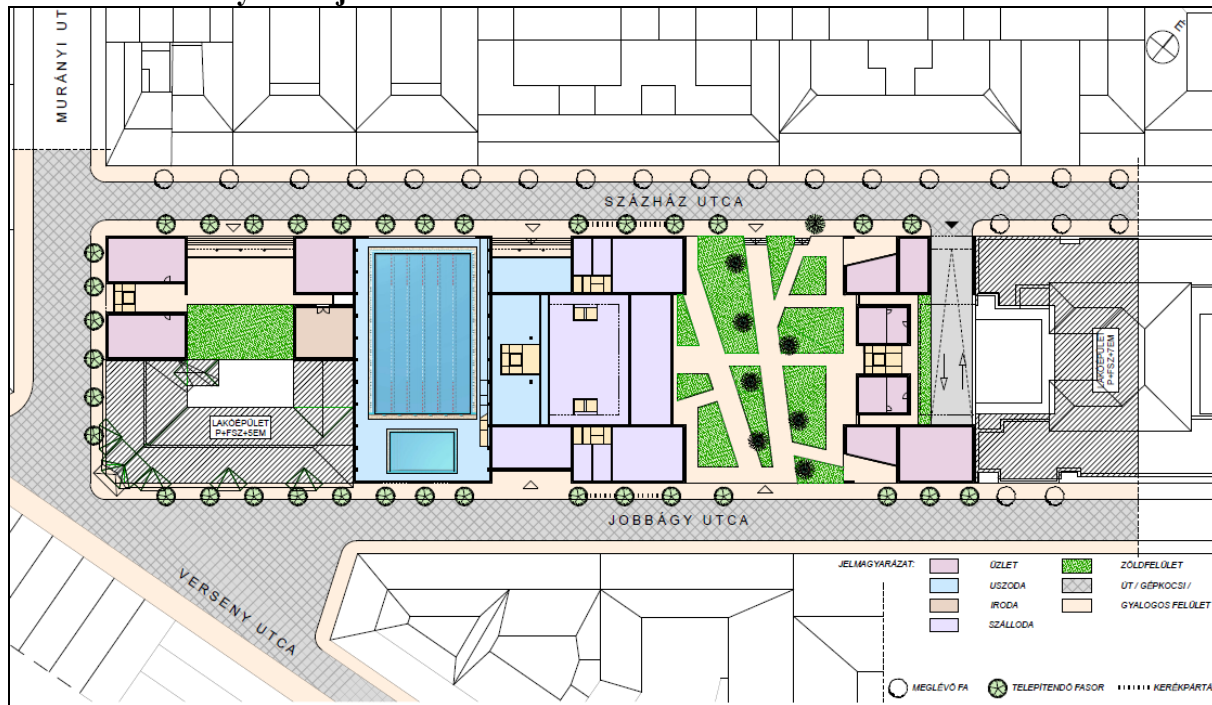 MURÁNYI UT
É
SZÁZHÁZ UTCA
LAKÓÉPÜLET
P+FSZ+7EM
LAKÓÉPÜLET
P+FSZ+5EM
JOBBÁGY UTCA
VERSENY UTCA
JELMAGYARÁZAT:
ÜZLET
ZÖLDFELÜLET
USZODA
ÚT / GÉPKOCSI /
IRODA
GYALOGOS FELÜLET
SZÁLLODA
MEGLÉVŐ FA
TELEPÍTENDŐ FASOR
KERÉKPÁRTÁ